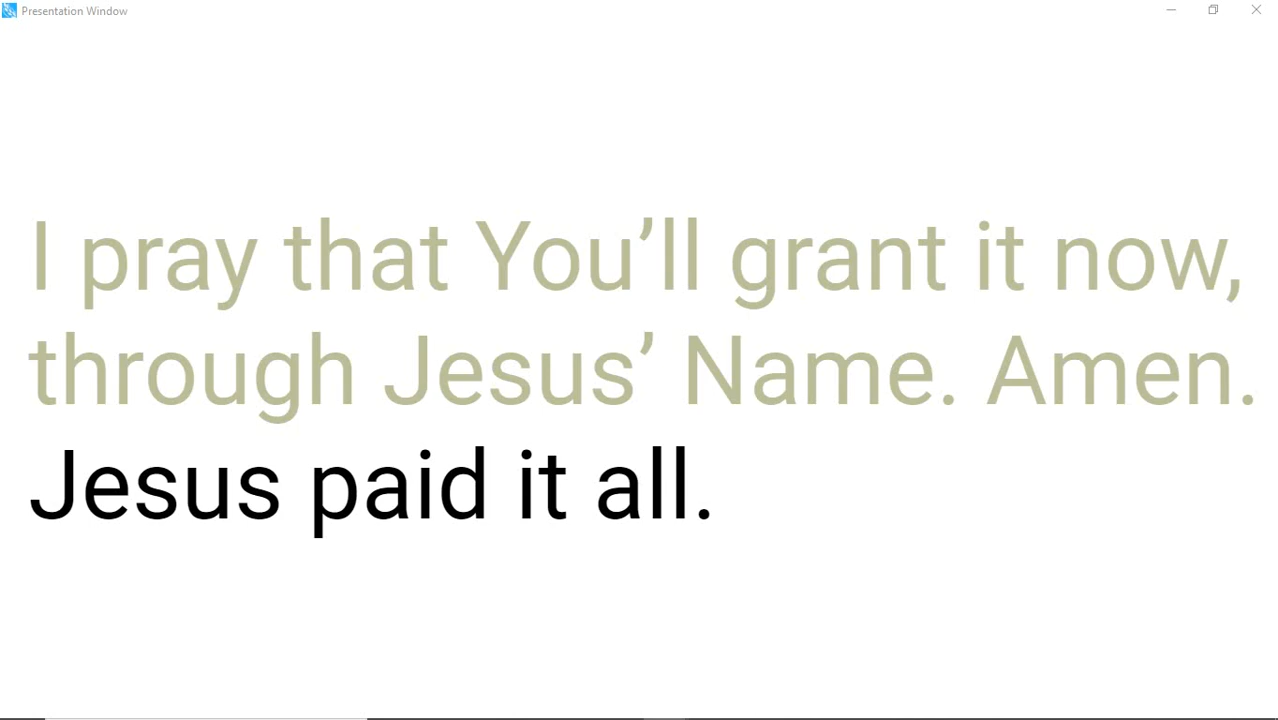 Presentation Window
I pray that You’ll grant it now,
through Jesus’ Name. Amen.
Jesus paid it all.